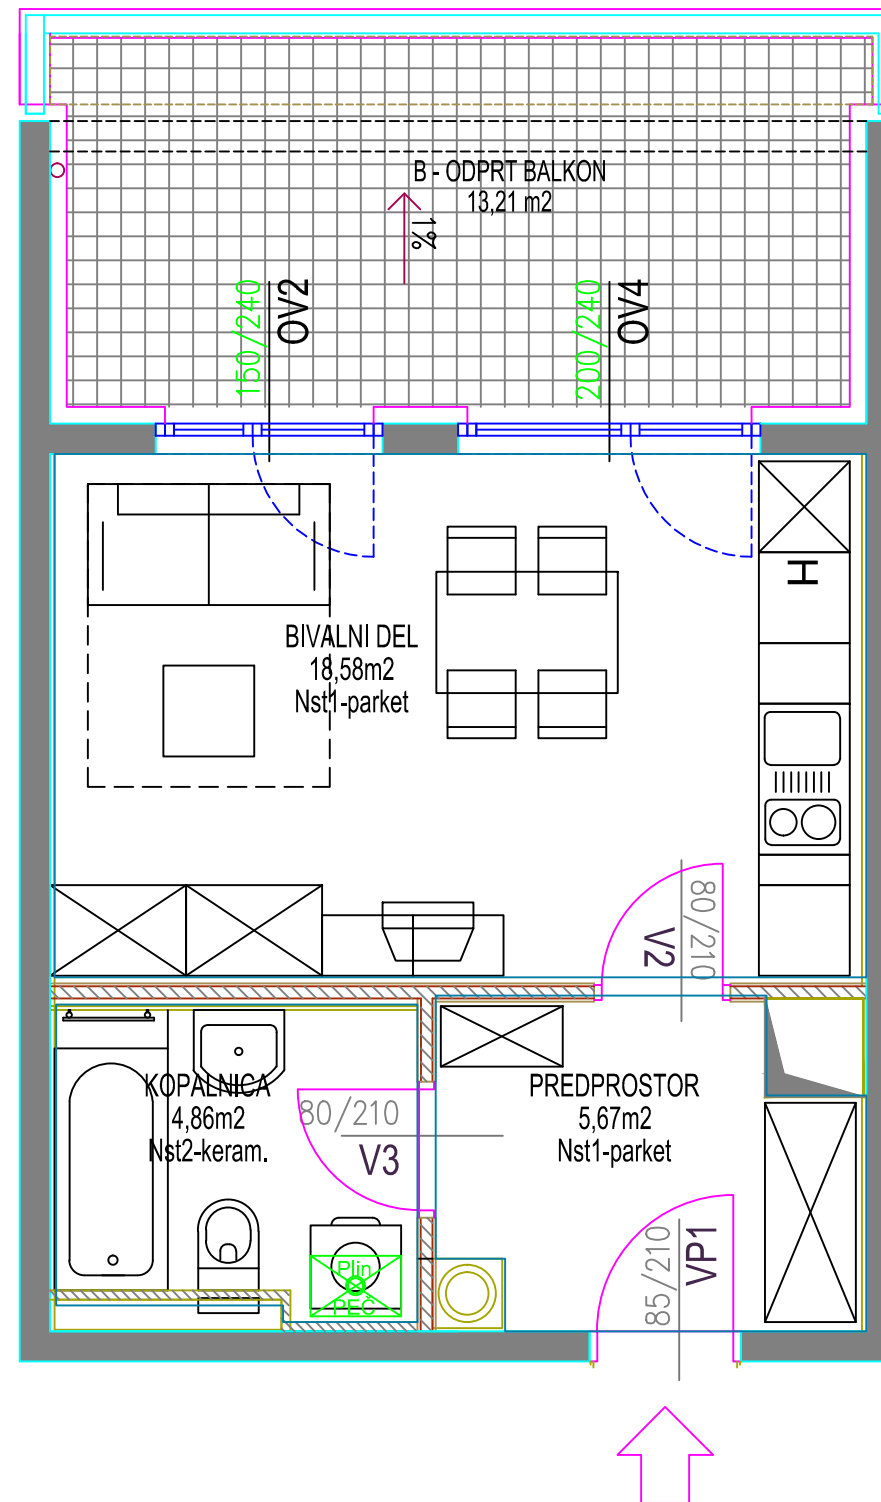 B - ODPRT BALKON
13,21 m2
1%
150/240
OV2
200/240
OV4
H
BIVALNI DEL
18,58m2
Nst1-parket
V2
80/210
KOPALNICA
4,86m2
Nst2-keram.
80/210
V3
PREDPROSTOR
5,67m2
Nst1-parket
85/210
VP1
Plin
PEČ